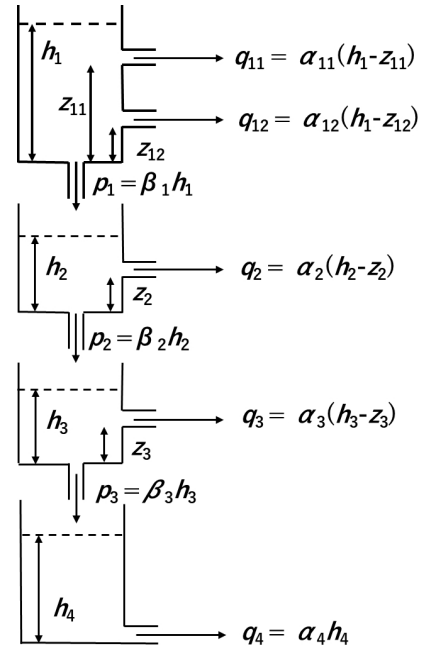 h₁
q₁₁ = α₁₁(h₁-z₁₁)
z₁₁
q₁₂ = α₁₂(h₁-z₁₂)
z₁₂
p₁ = β₁h₁
h₂
q₂ = α₂(h₂-z₂)
z₂
p₂ = β₂h₂
h₃
q₃ = α₃(h₃-z₃)
z₃
p₃ = β₃h₃
h₄
q₄ = α₄h₄